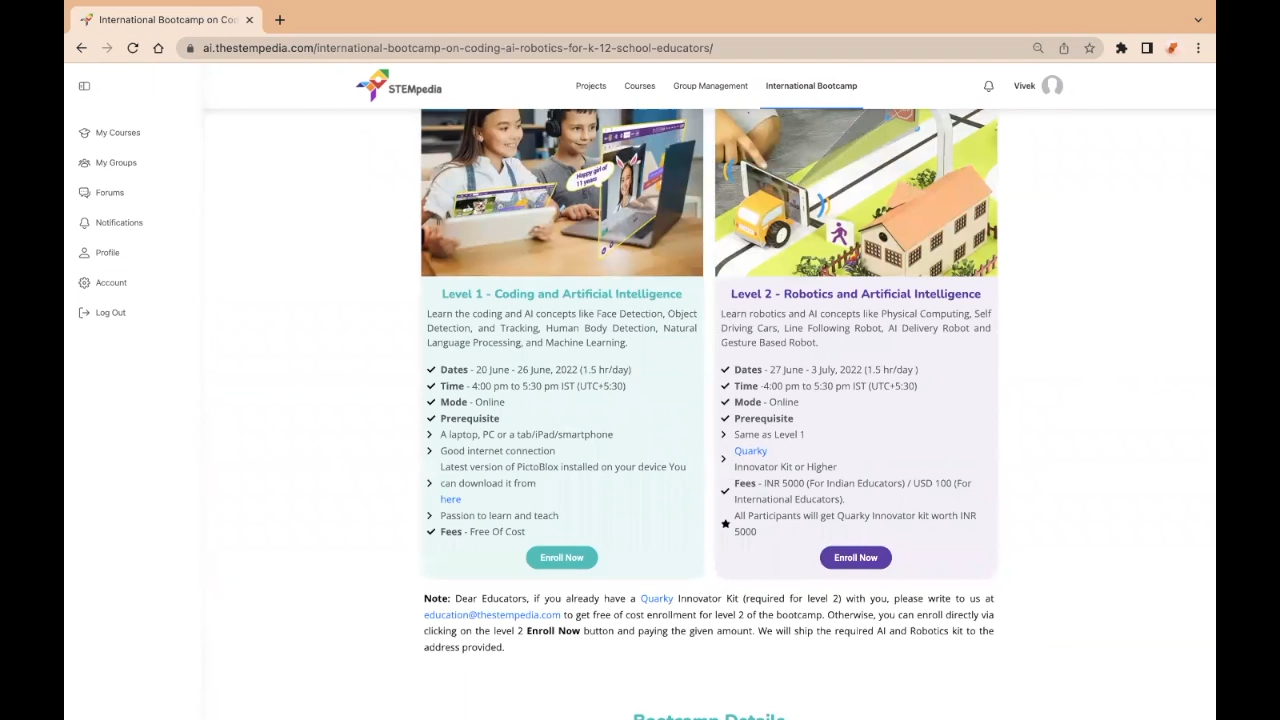 International Bootcamp on Co
ai.thestempedia.com/international-bootcamp-on-coding-ai-robotics-for-k-12-school-educators/
STEMpedia
Projects
Courses
Group Management
International Bootcamp
Vivek
My Courses
My Groups
Forums
Notifications
Profile
Account
Log Out
Happy girl of
11 years
Level 1 - Coding and Artificial Intelligence
Learn the coding and AI concepts like Face Detection, Object
Detection, and Tracking, Human Body Detection, Natural
Language Processing, and Machine Learning.
Dates - 20 June - 26 June, 2022 (1.5 hr/day)
Time - 4:00 pm to 5:30 pm IST (UTC+5:30)
Mode - Online
Prerequisite
A laptop, PC or a tab/iPad/smartphone
Good internet connection
Latest version of PictoBlox installed on your device You
can download it from
here
Passion to learn and teach
Fees - Free Of Cost
Enroll Now
Level 2 - Robotics and Artificial Intelligence
Learn robotics and AI concepts like Physical Computing, Self
Driving Cars, Line Following Robot, AI Delivery Robot and
Gesture Based Robot.
Dates - 27 June - 3 July, 2022 (1.5 hr/day )
Time -4:00 pm to 5:30 pm IST (UTC+5:30)
Mode - Online
Prerequisite
Same as Level 1
Quarky
Innovator Kit or Higher
Fees - INR 5000 (For Indian Educators) / USD 100 (For
International Educators).
All Participants will get Quarky Innovator kit worth INR
5000
Enroll Now
Note: Dear Educators, if you already have a Quarky Innovator Kit (required for level 2) with you, please write to us at
education@thestempedia.com to get free of cost enrollment for level 2 of the bootcamp. Otherwise, you can enroll directly via
clicking on the level 2 Enroll Now button and paying the given amount. We will ship the required AI and Robotics kit to the
address provided.
Bootcamp Details